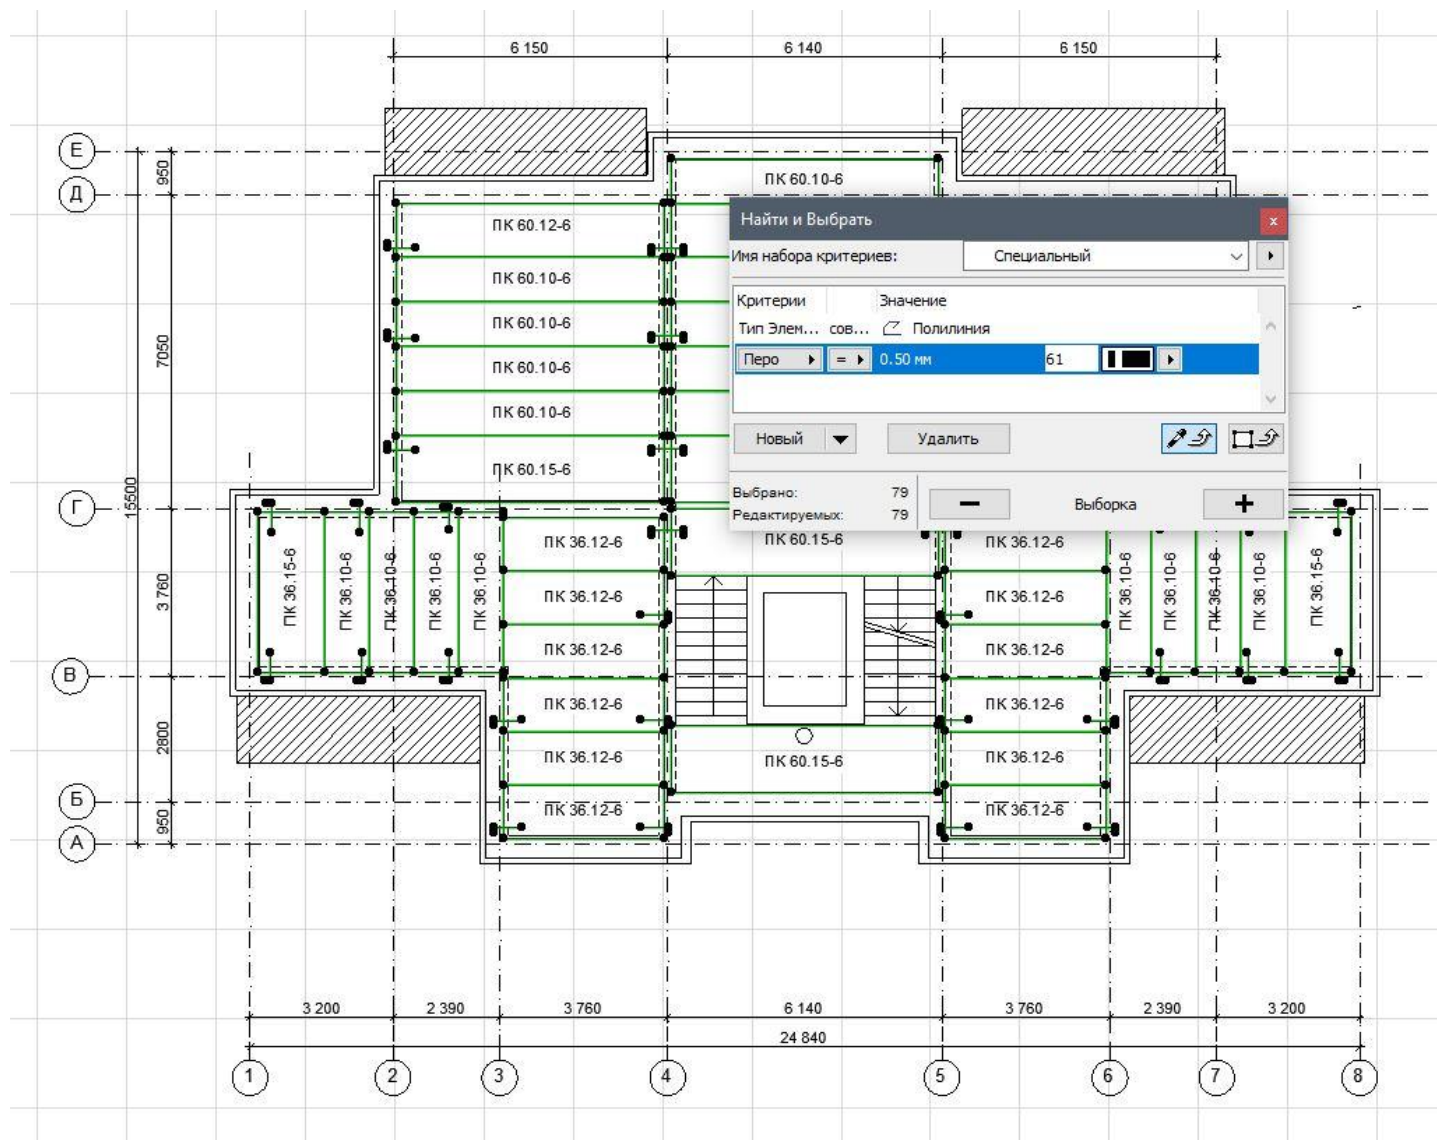 6 150
6 140
6 150
Е
Д
Г
В
Б
А
950
7050
15500
3 760
2800
950
ПК 60.10-6
ПК 60.12-6
ПК 60.10-6
ПК 60.10-6
ПК 60.10-6
ПК 60.10-6
ПК 60.15-6
Найти и Выбрать
x
Имя набора критериев:
Специальный
Критерии
Значение
Тип Элем... сов... Полилиния
Перо = 0.50 мм 61
Новый
Удалить
Выбрано: 79
Редактируемых: 79
Выборка
ПК 60.15-6
ПК 36.15-6
ПК 36.10-6
ПК 36.10-6
ПК 36.10-6
ПК 36.10-6
ПК 36.12-6
ПК 36.12-6
ПК 36.12-6
ПК 36.12-6
ПК 36.12-6
ПК 36.12-6
ПК 60.15-6
ПК 36.12-6
ПК 36.12-6
ПК 36.12-6
ПК 36.12-6
ПК 36.12-6
ПК 36.12-6
ПК 36.10-6
ПК 36.10-6
ПК 36.10-6
ПК 36.10-6
ПК 36.15-6
3 200
2 390
3 760
6 140
3 760
2 390
3 200
24 840
1
2
3
4
5
6
7
8